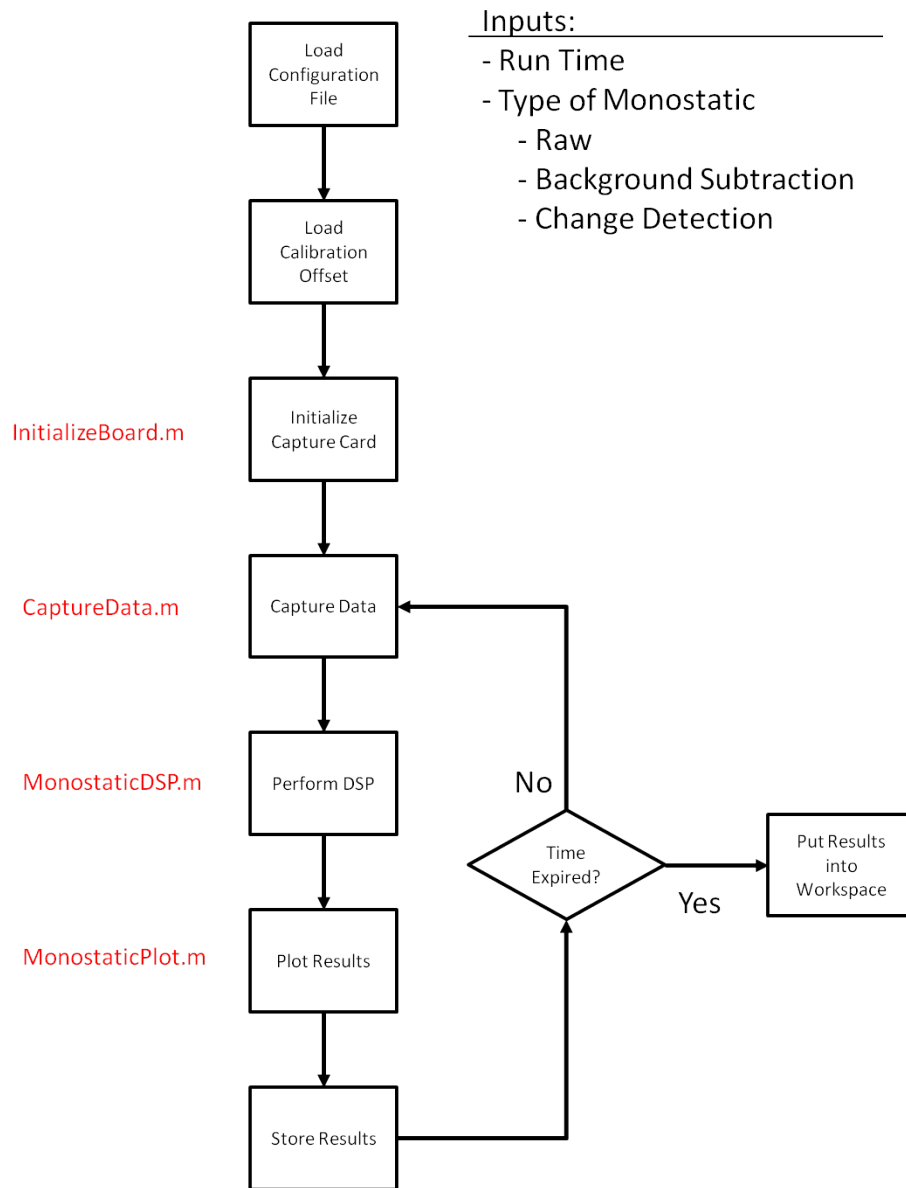 Inputs:
- Run Time
- Type of Monostatic
- Raw
- Background Subtraction
- Change Detection
Load
Configuration
File
Load
Calibration
Offset
InitializeBoard.m
Initialize
Capture Card
CaptureData.m
Capture Data
MonostaticDSP.m
Perform DSP
No
Time
Expired?
Yes
Put Results
into
Workspace
MonostaticPlot.m
Plot Results
Store Results